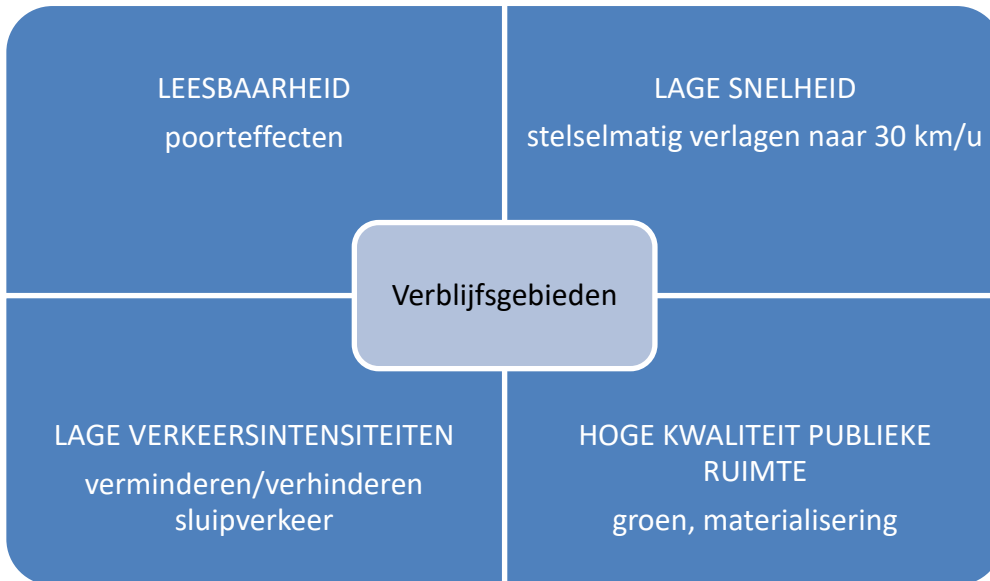 LEESBAARHEID
poorteffecten
LAGE SNELHEID
stelselmatig verlagen naar 30 km/u
Verblijfsgebieden
LAGE VERKEERSINTENSITEITEN
verminderen/verhinderen
sluipverkeer
HOGE KWALITEIT PUBLIEKE
RUIMTE
groen, materialisering